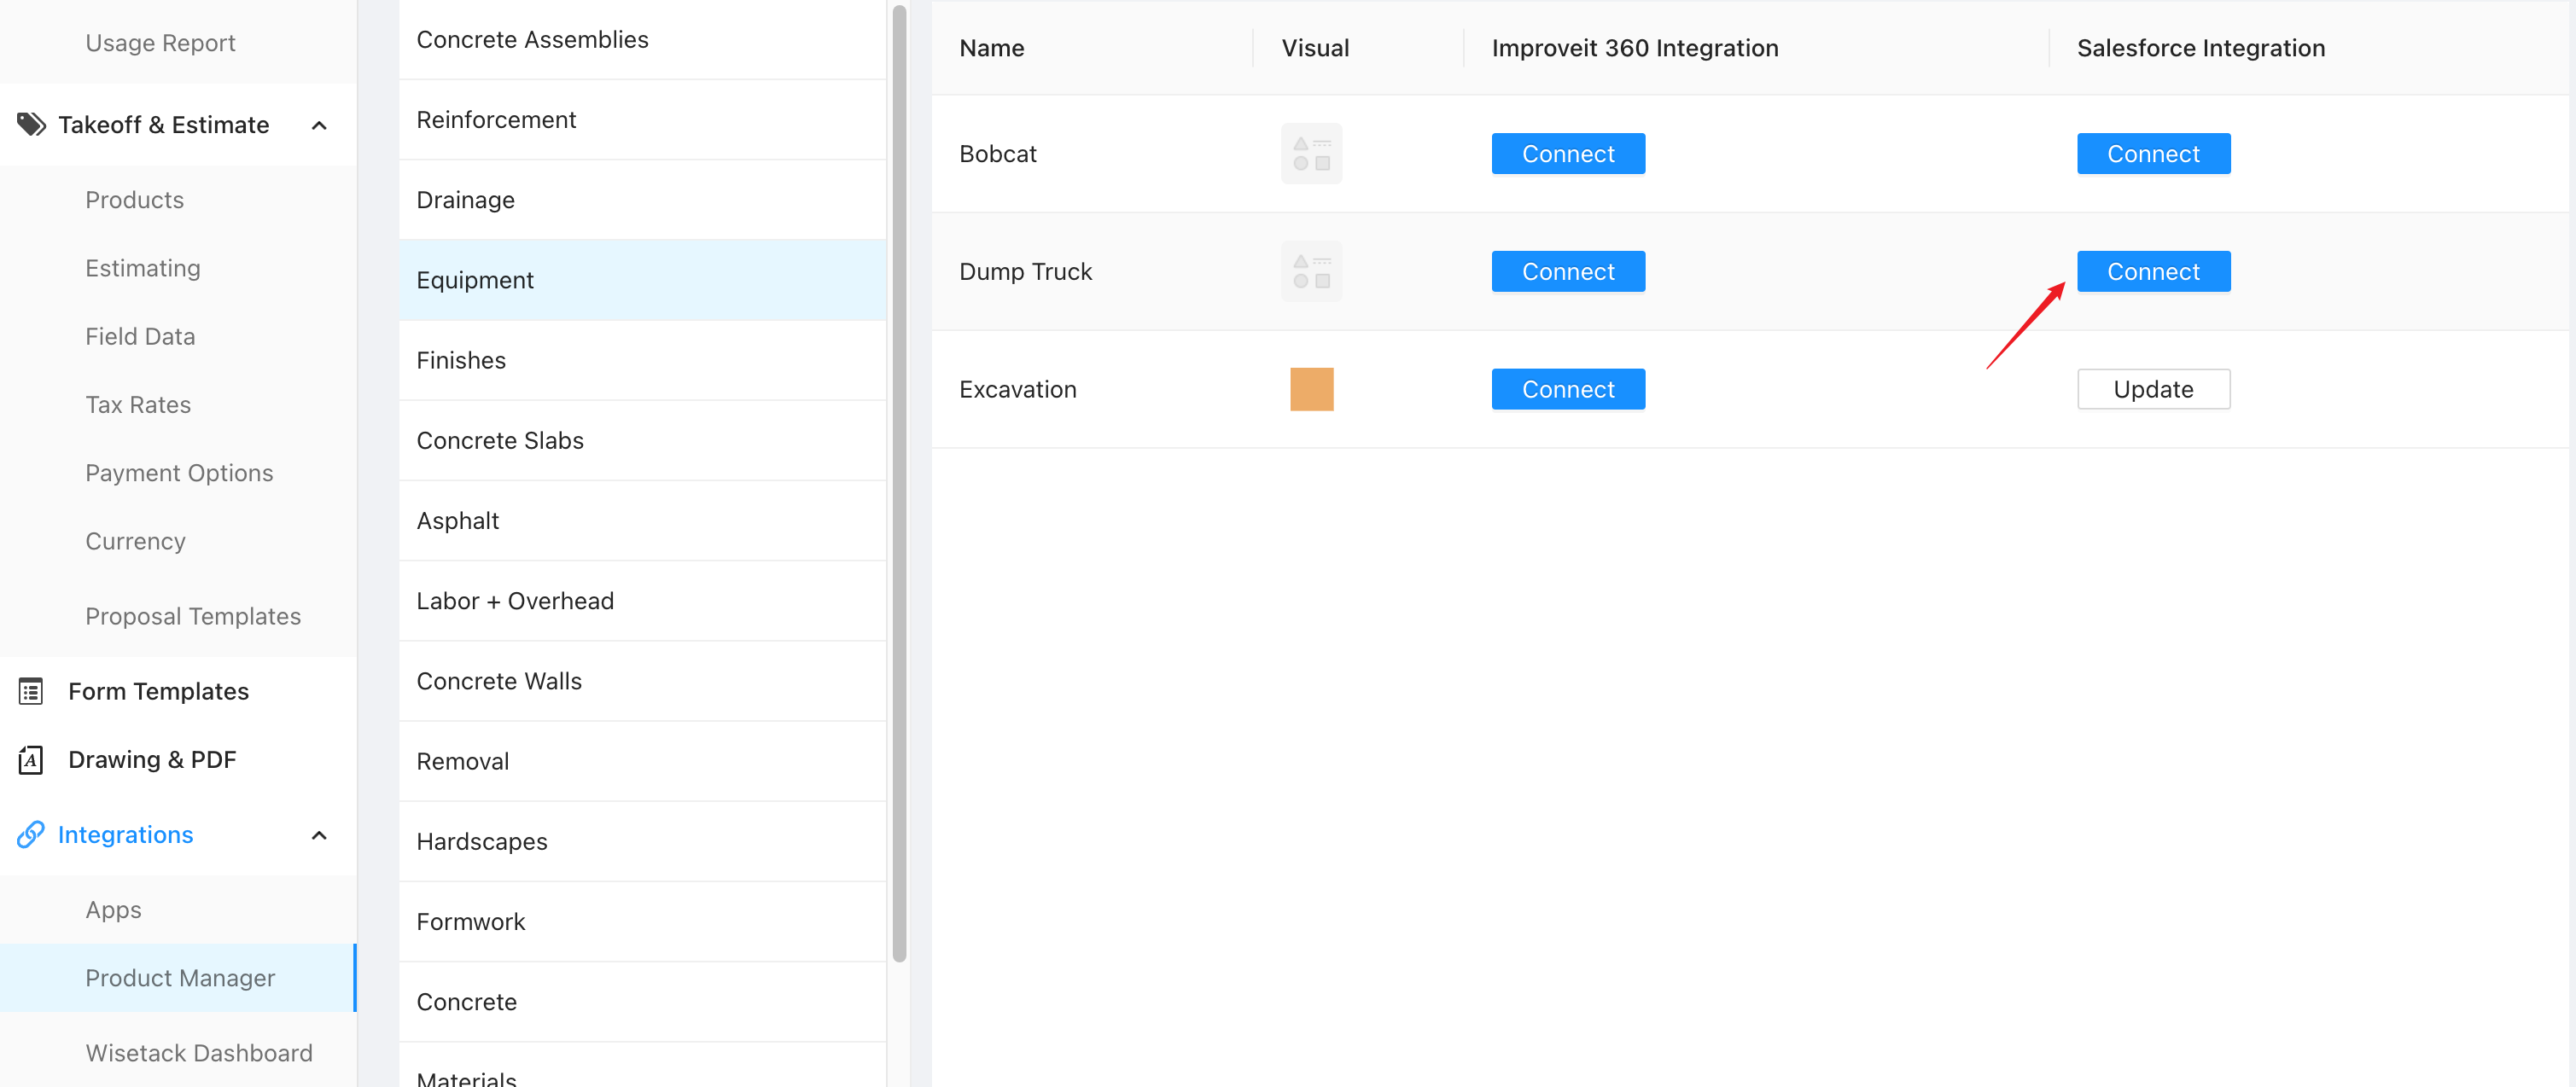 Usage Report
Takeoff & Estimate
Products
Estimating
Field Data
Tax Rates
Payment Options
Currency
Proposal Templates
Form Templates
Drawing & PDF
Integrations
Apps
Product Manager
Wisetack Dashboard
Concrete Assemblies
Reinforcement
Drainage
Equipment
Finishes
Concrete Slabs
Asphalt
Labor + Overhead
Concrete Walls
Removal
Hardscapes
Formwork
Concrete
Materials
Name Visual Improveit 360 Integration Salesforce Integration
Bobcat Connect Connect
Dump Truck Connect Connect
Excavation Connect Update